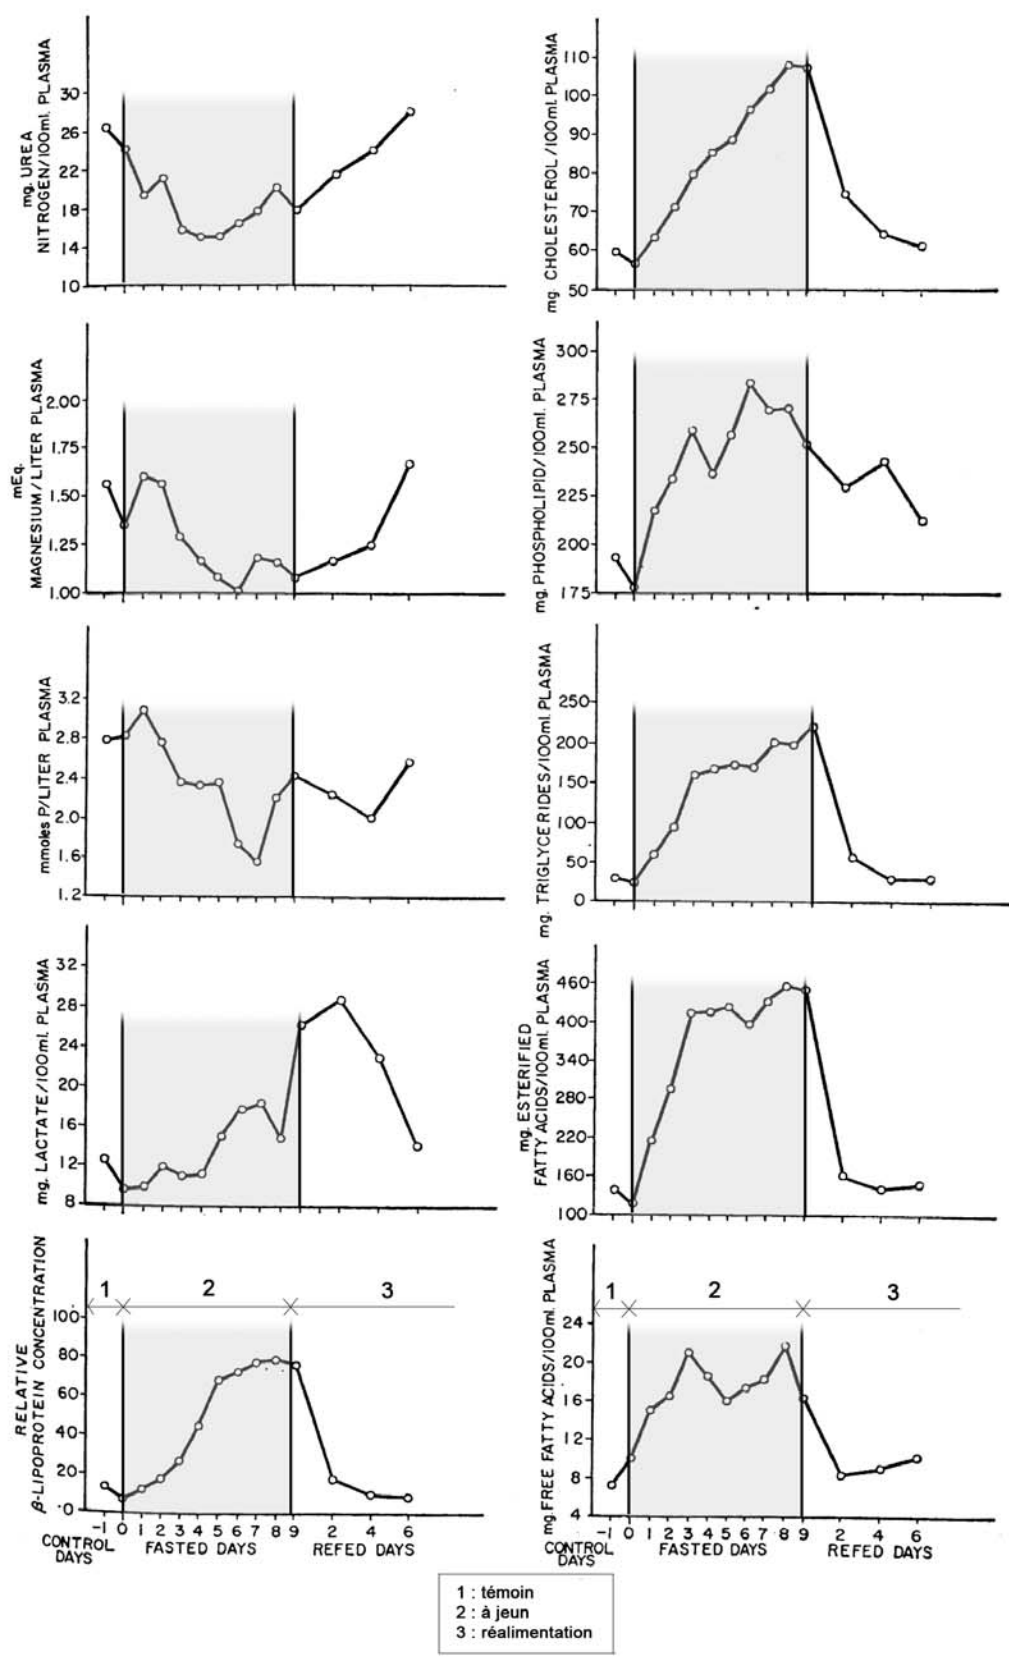 mg. UREA
NITROGEN/100ml. PLASMA
30
26
22
18
14
10
mg. CHOLESTEROL/100ml. PLASMA
110
100
90
80
70
60
50
mEq.
MAGNESIUM/LITER PLASMA
2.00
1.75
1.50
1.25
1.00
mg. PHOSPHOLIPID/100ml. PLASMA
300
275
250
225
200
175
mmoles P/LITER PLASMA
3.2
2.8
2.4
2.0
1.6
1.2
mg. TRIGLYCERIDES/100ml. PLASMA
250
200
150
100
50
0
mg. LACTATE/100ml. PLASMA
32
28
24
20
16
12
8
mg. ESTERIFIED
FATTY ACIDS/100ml. PLASMA
460
400
340
280
220
160
100
RELATIVE
β-LIPOPROTEIN CONCENTRATION
100
80
60
40
20
0
1 2 3
-1 0 1 2 3 4 5 6 7 8 9 2 4 6
CONTROL DAYS
FASTED DAYS
REFED DAYS
mg. FREE FATTY ACIDS/100ml. PLASMA
24
20
16
12
8
4
1 2 3
-1 0 1 2 3 4 5 6 7 8 9 2 4 6
CONTROL DAYS
FASTED DAYS
REFED DAYS
1 : témoin
2 : à jeun
3 : réalimentation